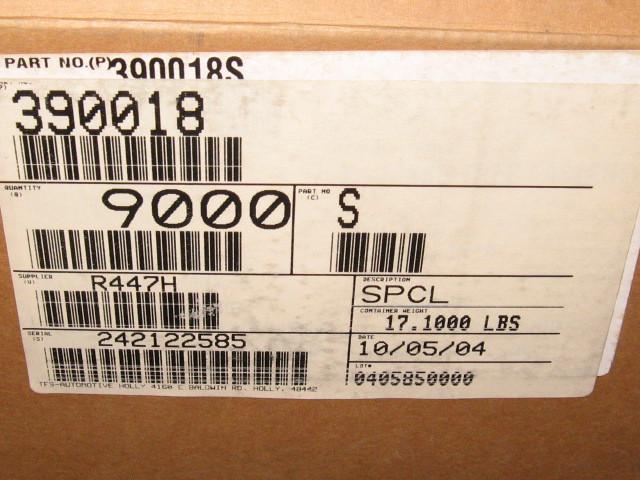 PART NO.(P) 390018S
390018
QUANTITY
(Q)
9000
PART NO
(C)
S
SUPPLIER
(V)
R447H
DESCRIPTION
SPCL
CONTAINER WEIGHT
17.1000 LBS
SERIAL
(S)
242122585
DATE
10/05/04
LOT#
0405850000
TFS-AUTOMOTIVE HOLLY 4160 E BALDWIN RD. HOLLY, 48442